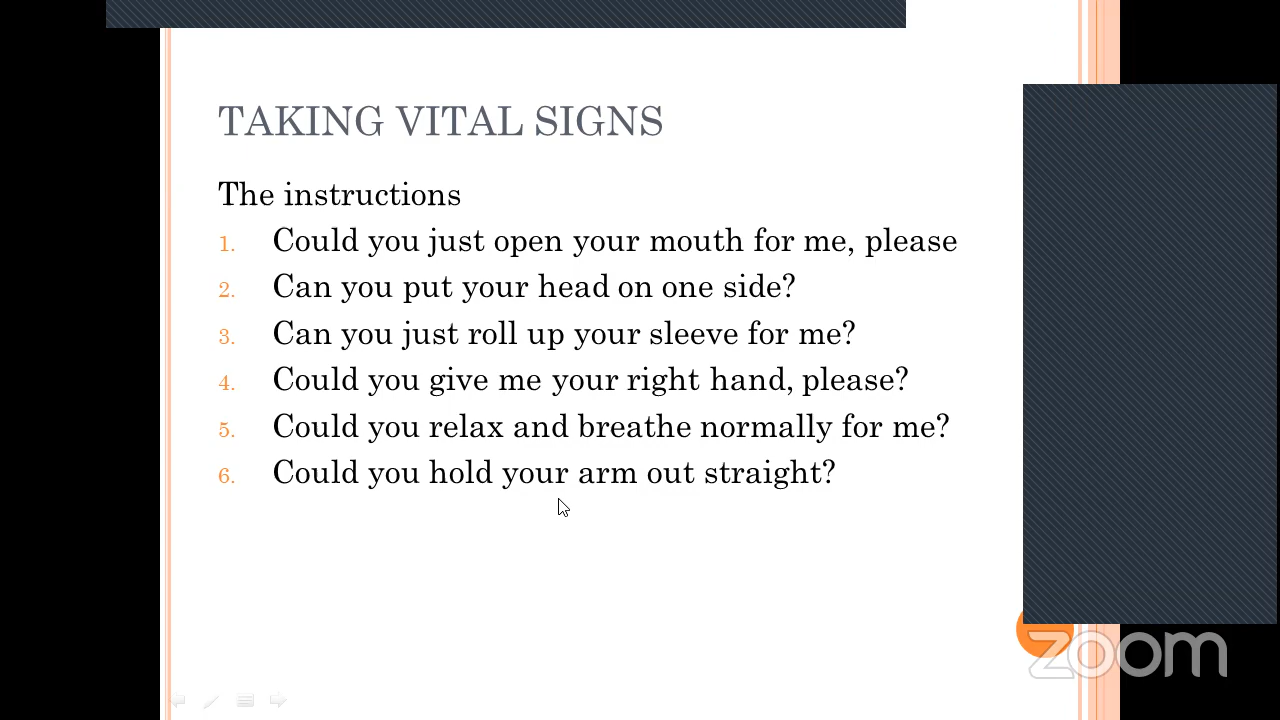 TAKING VITAL SIGNS
The instructions
1. Could you just open your mouth for me, please
2. Can you put your head on one side?
3. Can you just roll up your sleeve for me?
4. Could you give me your right hand, please?
5. Could you relax and breathe normally for me?
6. Could you hold your arm out straight?
zoom